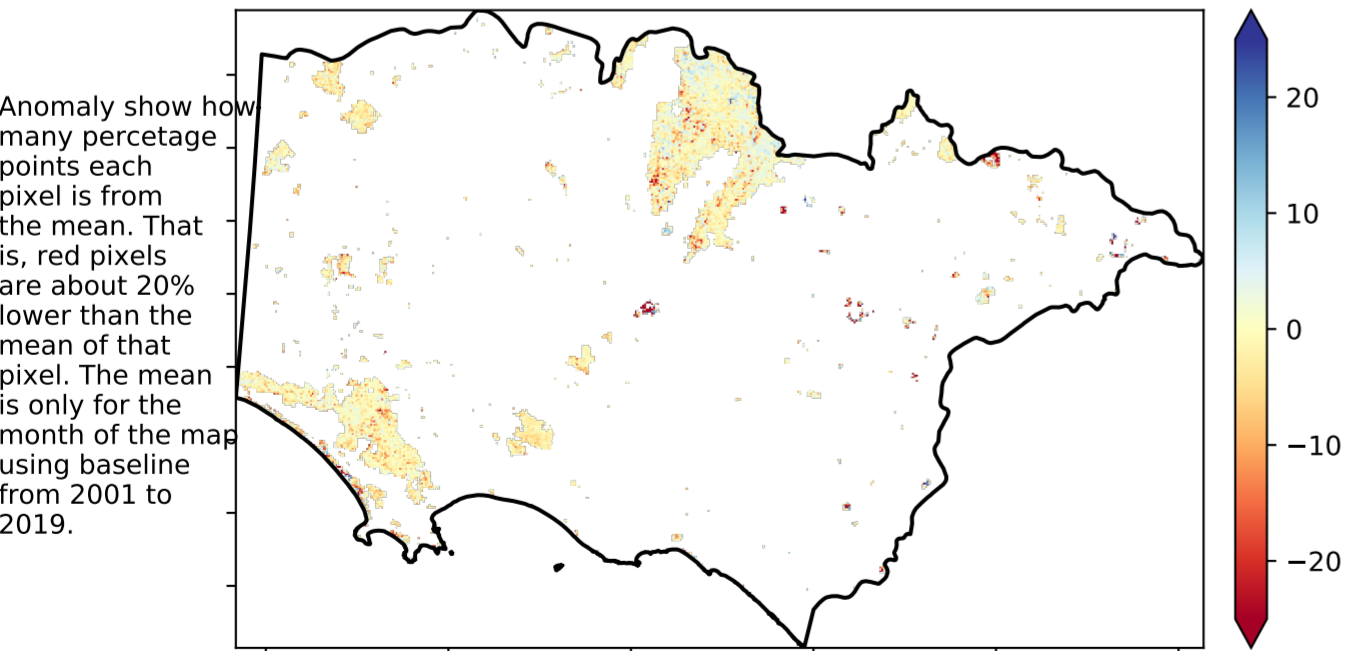 Anomaly show how
many percetage
points each
pixel is from
the mean. That
is, red pixels
are about 20%
lower than the
mean of that
pixel. The mean
is only for the
month of the map
using baseline
from 2001 to
2019.
20
10
0
−10
−20